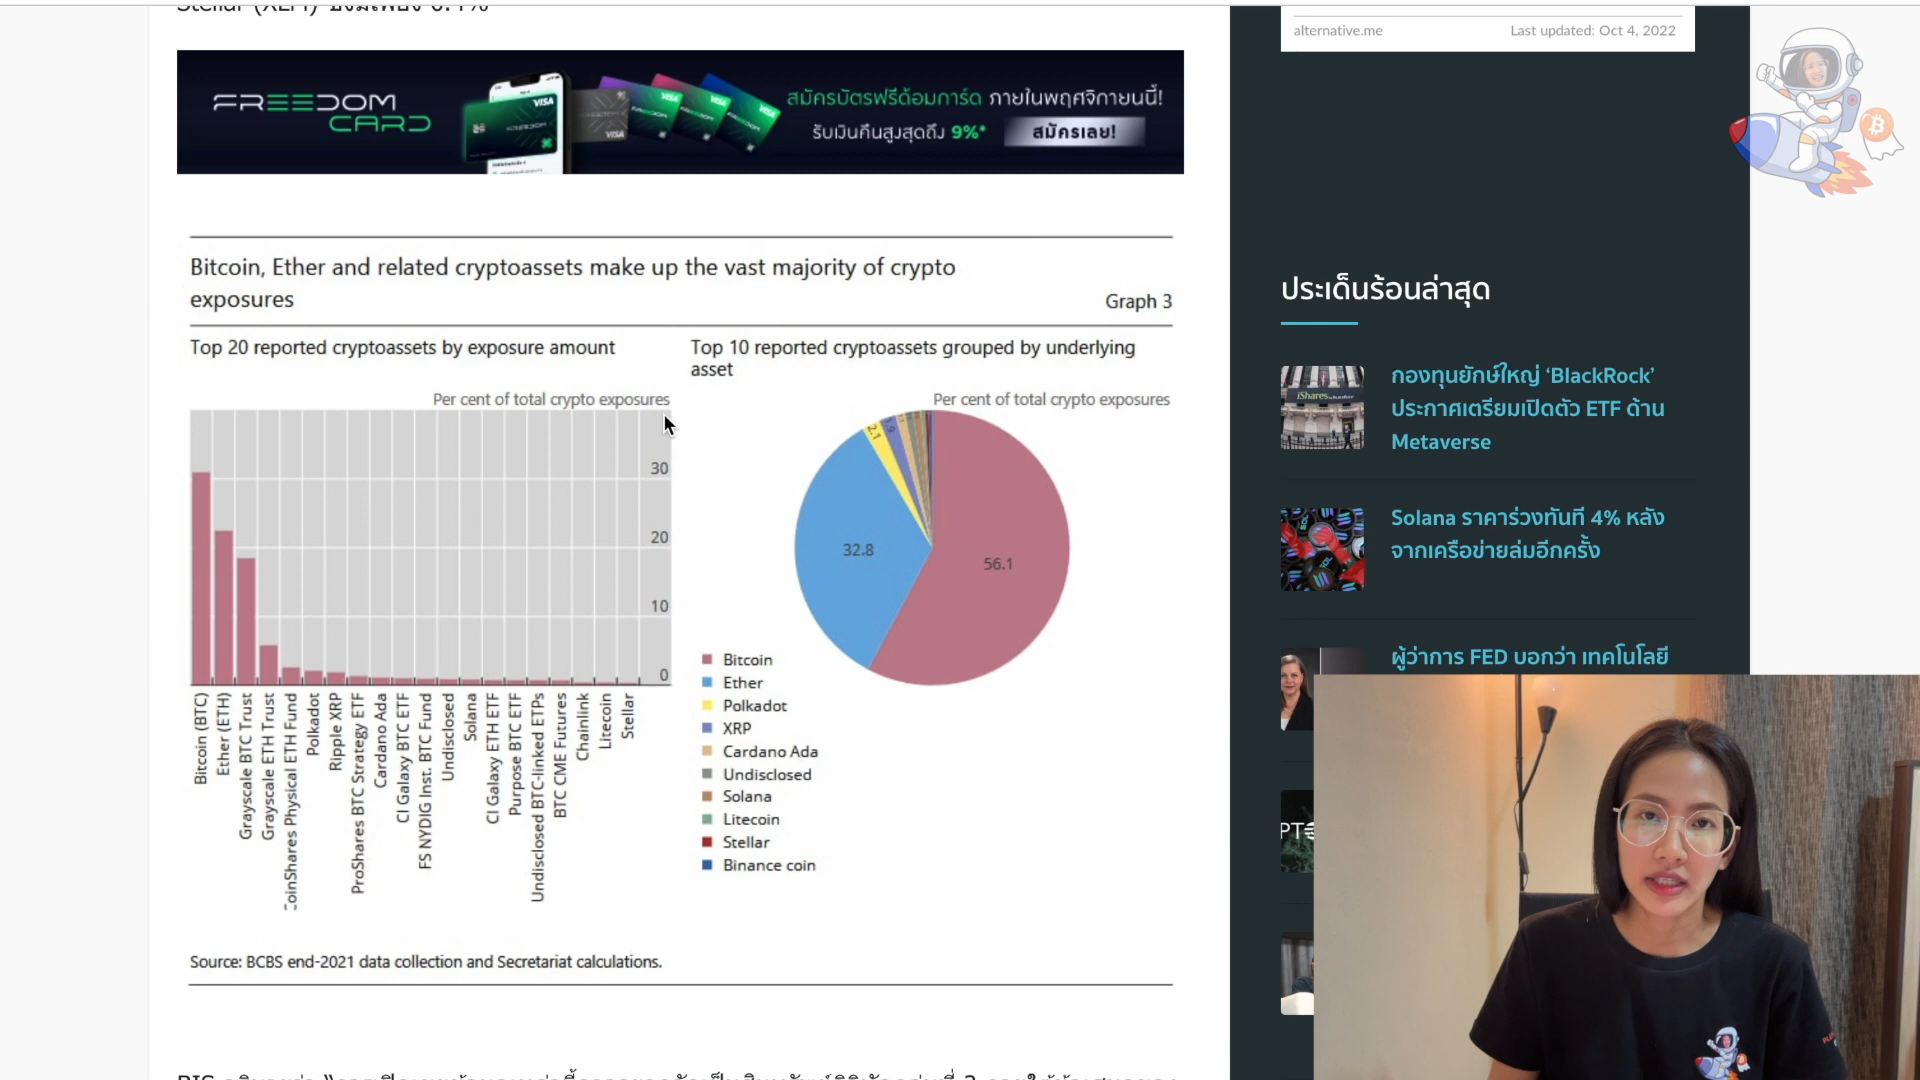 alternative.me
Last updated: Oct 4, 2022
FREEDOM
CARD
VISA
สมัครบัตรฟรีด้อมการ์ด ภายในพฤศจิกายนนี้!
รับเงินคืนสูงสุดถึง 9%*
สมัครเลย!
Bitcoin, Ether and related cryptoassets make up the vast majority of crypto
exposures
Graph 3
Top 20 reported cryptoassets by exposure amount
Per cent of total crypto exposures
30
20
10
0
Bitcoin (BTC)
Ether (ETH)
Grayscale BTC Trust
Grayscale ETH Trust
CoinShares Physical ETH Fund
Polkadot
Ripple XRP
ProShares BTC Strategy ETF
Cardano Ada
CI Galaxy BTC ETF
FS NYDIG Inst. BTC Fund
Undisclosed
Solana
CI Galaxy ETH ETF
Purpose BTC ETF
Undisclosed BTC-linked ETPs
BTC CME Futures
Chainlink
Litecoin
Stellar
Top 10 reported cryptoassets grouped by underlying
asset
Per cent of total crypto exposures
2.1
32.8
56.1
Bitcoin
Ether
Polkadot
XRP
Cardano Ada
Undisclosed
Solana
Litecoin
Stellar
Binance coin
Source: BCBS end-2021 data collection and Secretariat calculations.
ประเด็นร้อนล่าสุด
iShares
กองทุนยักษ์ใหญ่ ‘BlackRock’
ประกาศเตรียมเปิดตัว ETF ด้าน
Metaverse
Solana ราคาร่วงทันที 4% หลัง
จากเครือข่ายล่มอีกครั้ง
ผู้ว่าการ FED บอกว่า เทคโนโลยี